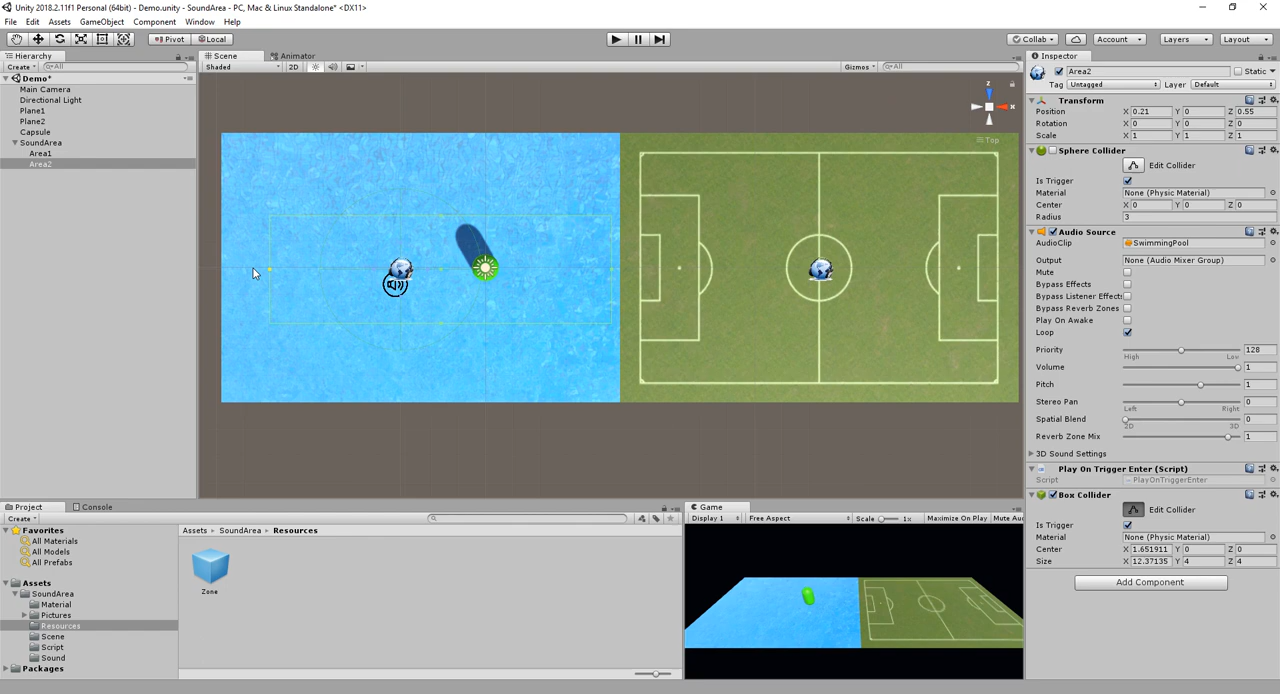 Unity 2018.2.11f1 Personal (64bit) - Demo.unity - SoundArea - PC, Mac & Linux Standalone* <DX11>
File Edit Assets GameObject Component Window Help
Pivot Local Collab Account Layers Layout
Hierarchy
Create All
Demo*
Main Camera
Directional Light
Plane1
Plane2
Capsule
SoundArea
Area1
Area2
Scene Animator
Shaded 2D Gizmos All
z
x
Top
Inspector
Area2 Static
Tag Untagged Layer Default
Transform
Position X 0.21 Y 0 Z 0.55
Rotation X 0 Y 0 Z 0
Scale X 1 Y 1 Z 1
Sphere Collider
Edit Collider
Is Trigger
Material None (Physic Material)
Center X 0 Y 0 Z 0
Radius 3
Audio Source
AudioClip SwimmingPool
Output None (Audio Mixer Group)
Mute
Bypass Effects
Bypass Listener Effect
Bypass Reverb Zones
Play On Awake
Loop
Priority 128
High Low
Volume 1
Pitch 1
Stereo Pan 0
Left Right
Spatial Blend 0
2D 3D
Reverb Zone Mix 1
3D Sound Settings
Play On Trigger Enter (Script)
Script PlayOnTriggerEnter
Box Collider
Edit Collider
Is Trigger
Material None (Physic Material)
Center X 1.651911 Y 0 Z 0
Size X 12.37135 Y 4 Z 4
Add Component
Project Console
Create
Favorites
All Materials
All Models
All Prefabs
Assets
SoundArea
Material
Pictures
Resources
Scene
Script
Sound
Packages
Assets SoundArea Resources
Zone
Game
Display 1 Free Aspect Scale 1x Maximize On Play Mute Au